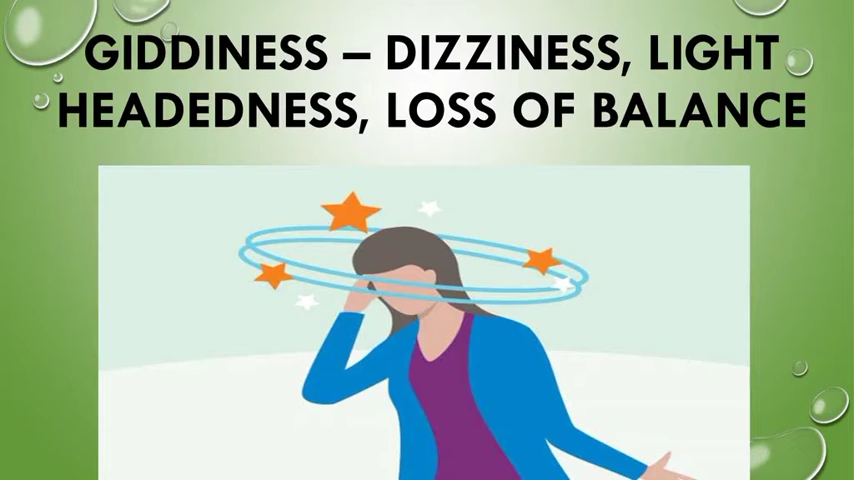 GIDDINESS – DIZZINESS, LIGHT
HEADEDNESS, LOSS OF BALANCE